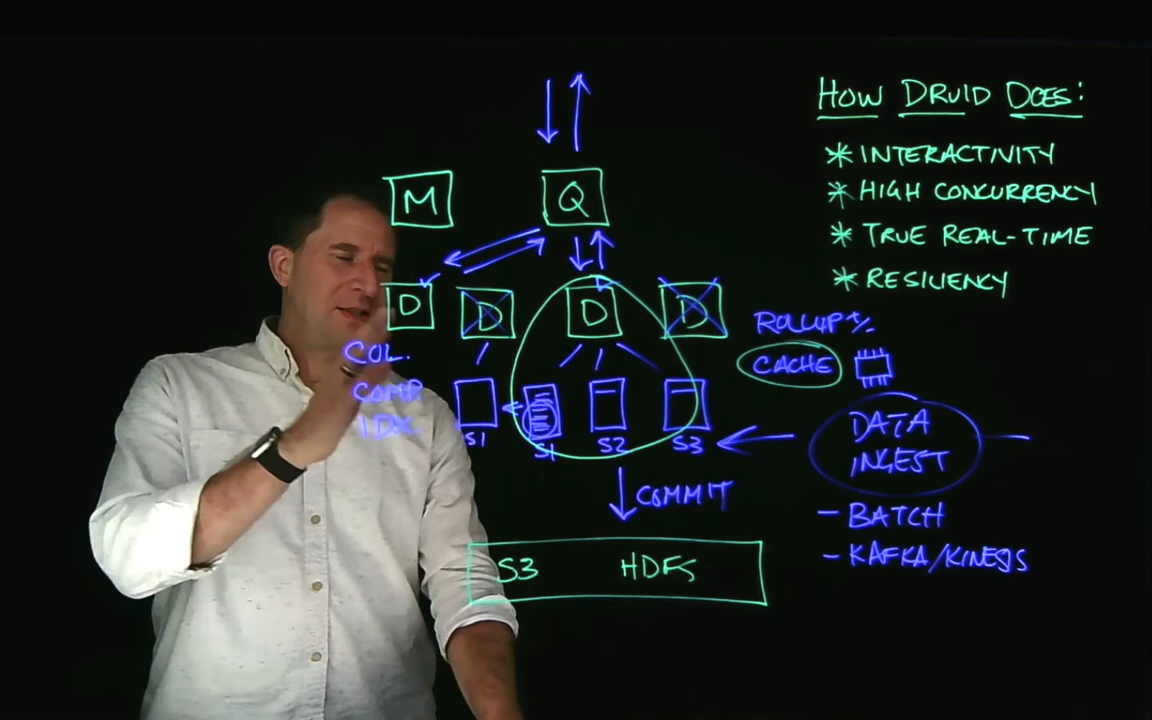 HOW DRUID DOES:
* INTERACTIVITY
* HIGH CONCURRENCY
* TRUE REAL-TIME
* RESILIENCY
M
Q
D
D
D
D
ROLLUP %
CACHE
COL.
COMP.
IDX.
S1
S1
S2
S3
DATA
INGEST
- BATCH
- KAFKA/KINESIS
COMMIT
S3 HDFS